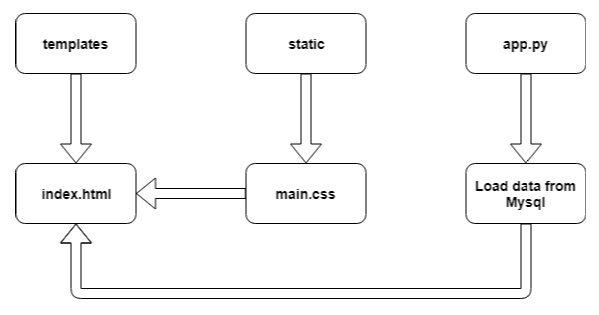 templates
static
app.py
index.html
main.css
Load data from
Mysql